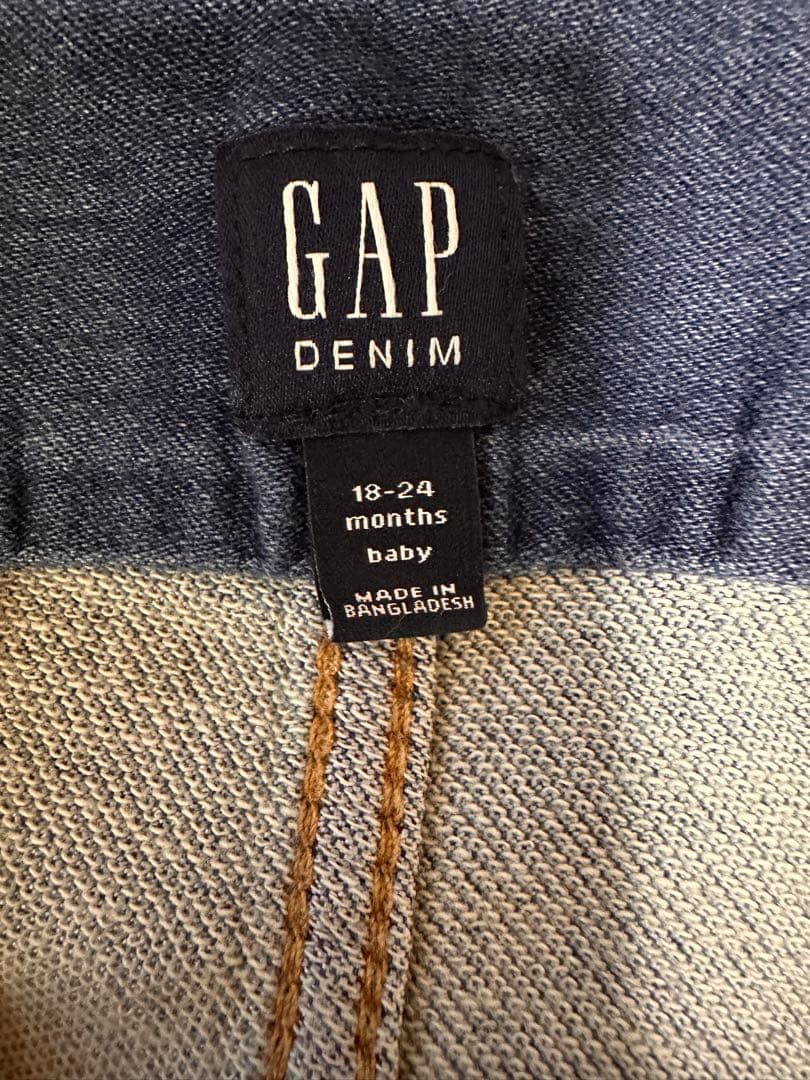 GAP
DENIM
18-24
months
baby
MADE IN
BANGLADESH